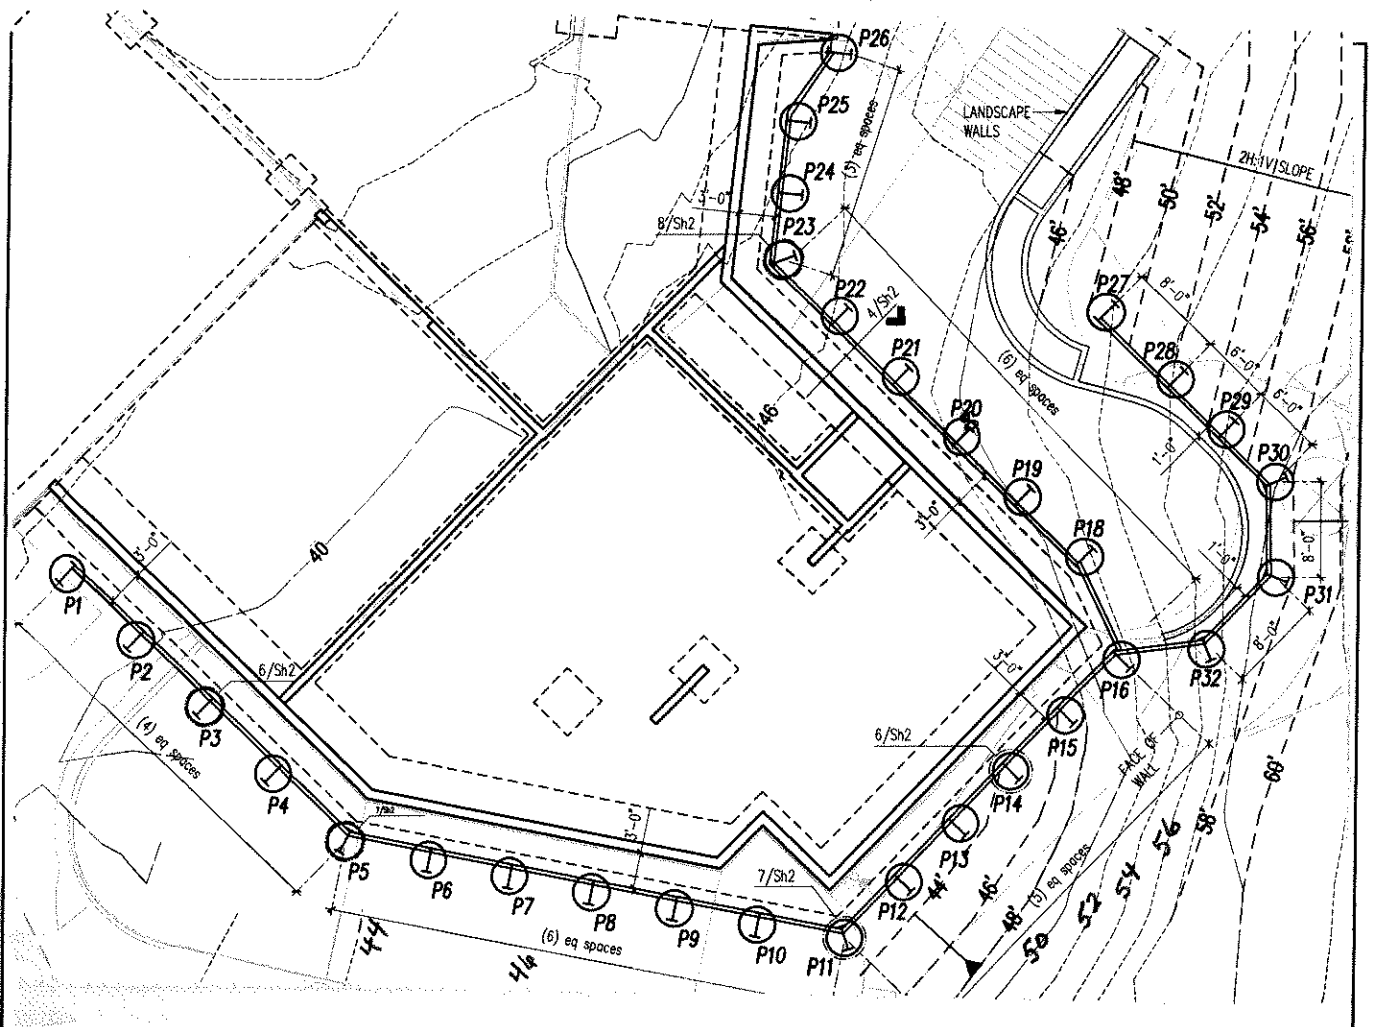 P26
P25
(3) eq spaces
LANDSCAPE
WALLS
2H:1V SLOPE
48'
50'
52'
54'
56'
46'
P24
3'-0"
8/Sh2
P23
P22
4/Sh2
P27
8'-0"
P28
6'-0"
6'-0"
P21
(6) eq spaces
P29
1'-0"
P20
46
P30
P19
3'-0"
P18
40
3'-0"
1'-0"
8'-0"
P1
P31
P2
6/Sh2
3'-0"
8'-0"
P16
P32
P3
(4) eq spaces
P15
6/Sh2
FACE OF
WALL
P14
60'
P4
7/Sh2
3'-0"
P13
58'
56
P5
P6
7/Sh2
P7
P12
44'
46'
(5) eq spaces
54
P8
P9
48'
52
P10
P11
50
44
(6) eq spaces
46